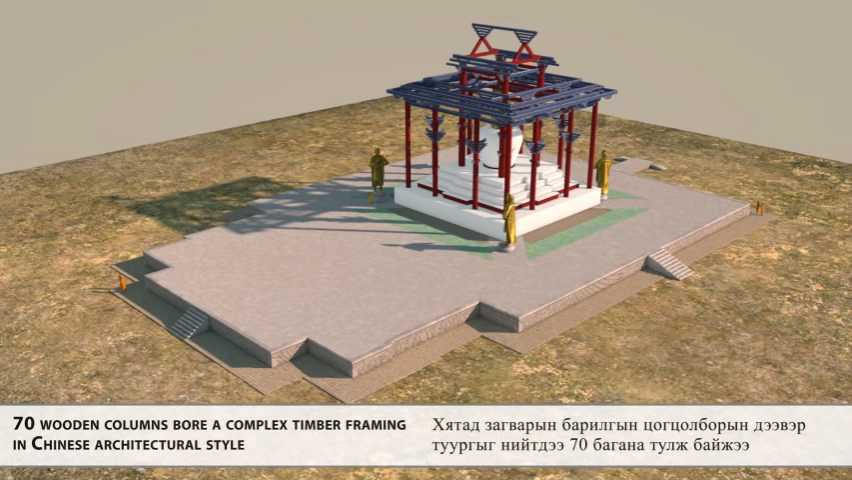 70 WOODEN COLUMNS BORE A COMPLEX TIMBER FRAMING
IN CHINESE ARCHITECTURAL STYLE
Хятад загварын барилгын цогцолборын дээвэр
туургыг нийтдээ 70 багана тулж байжээ